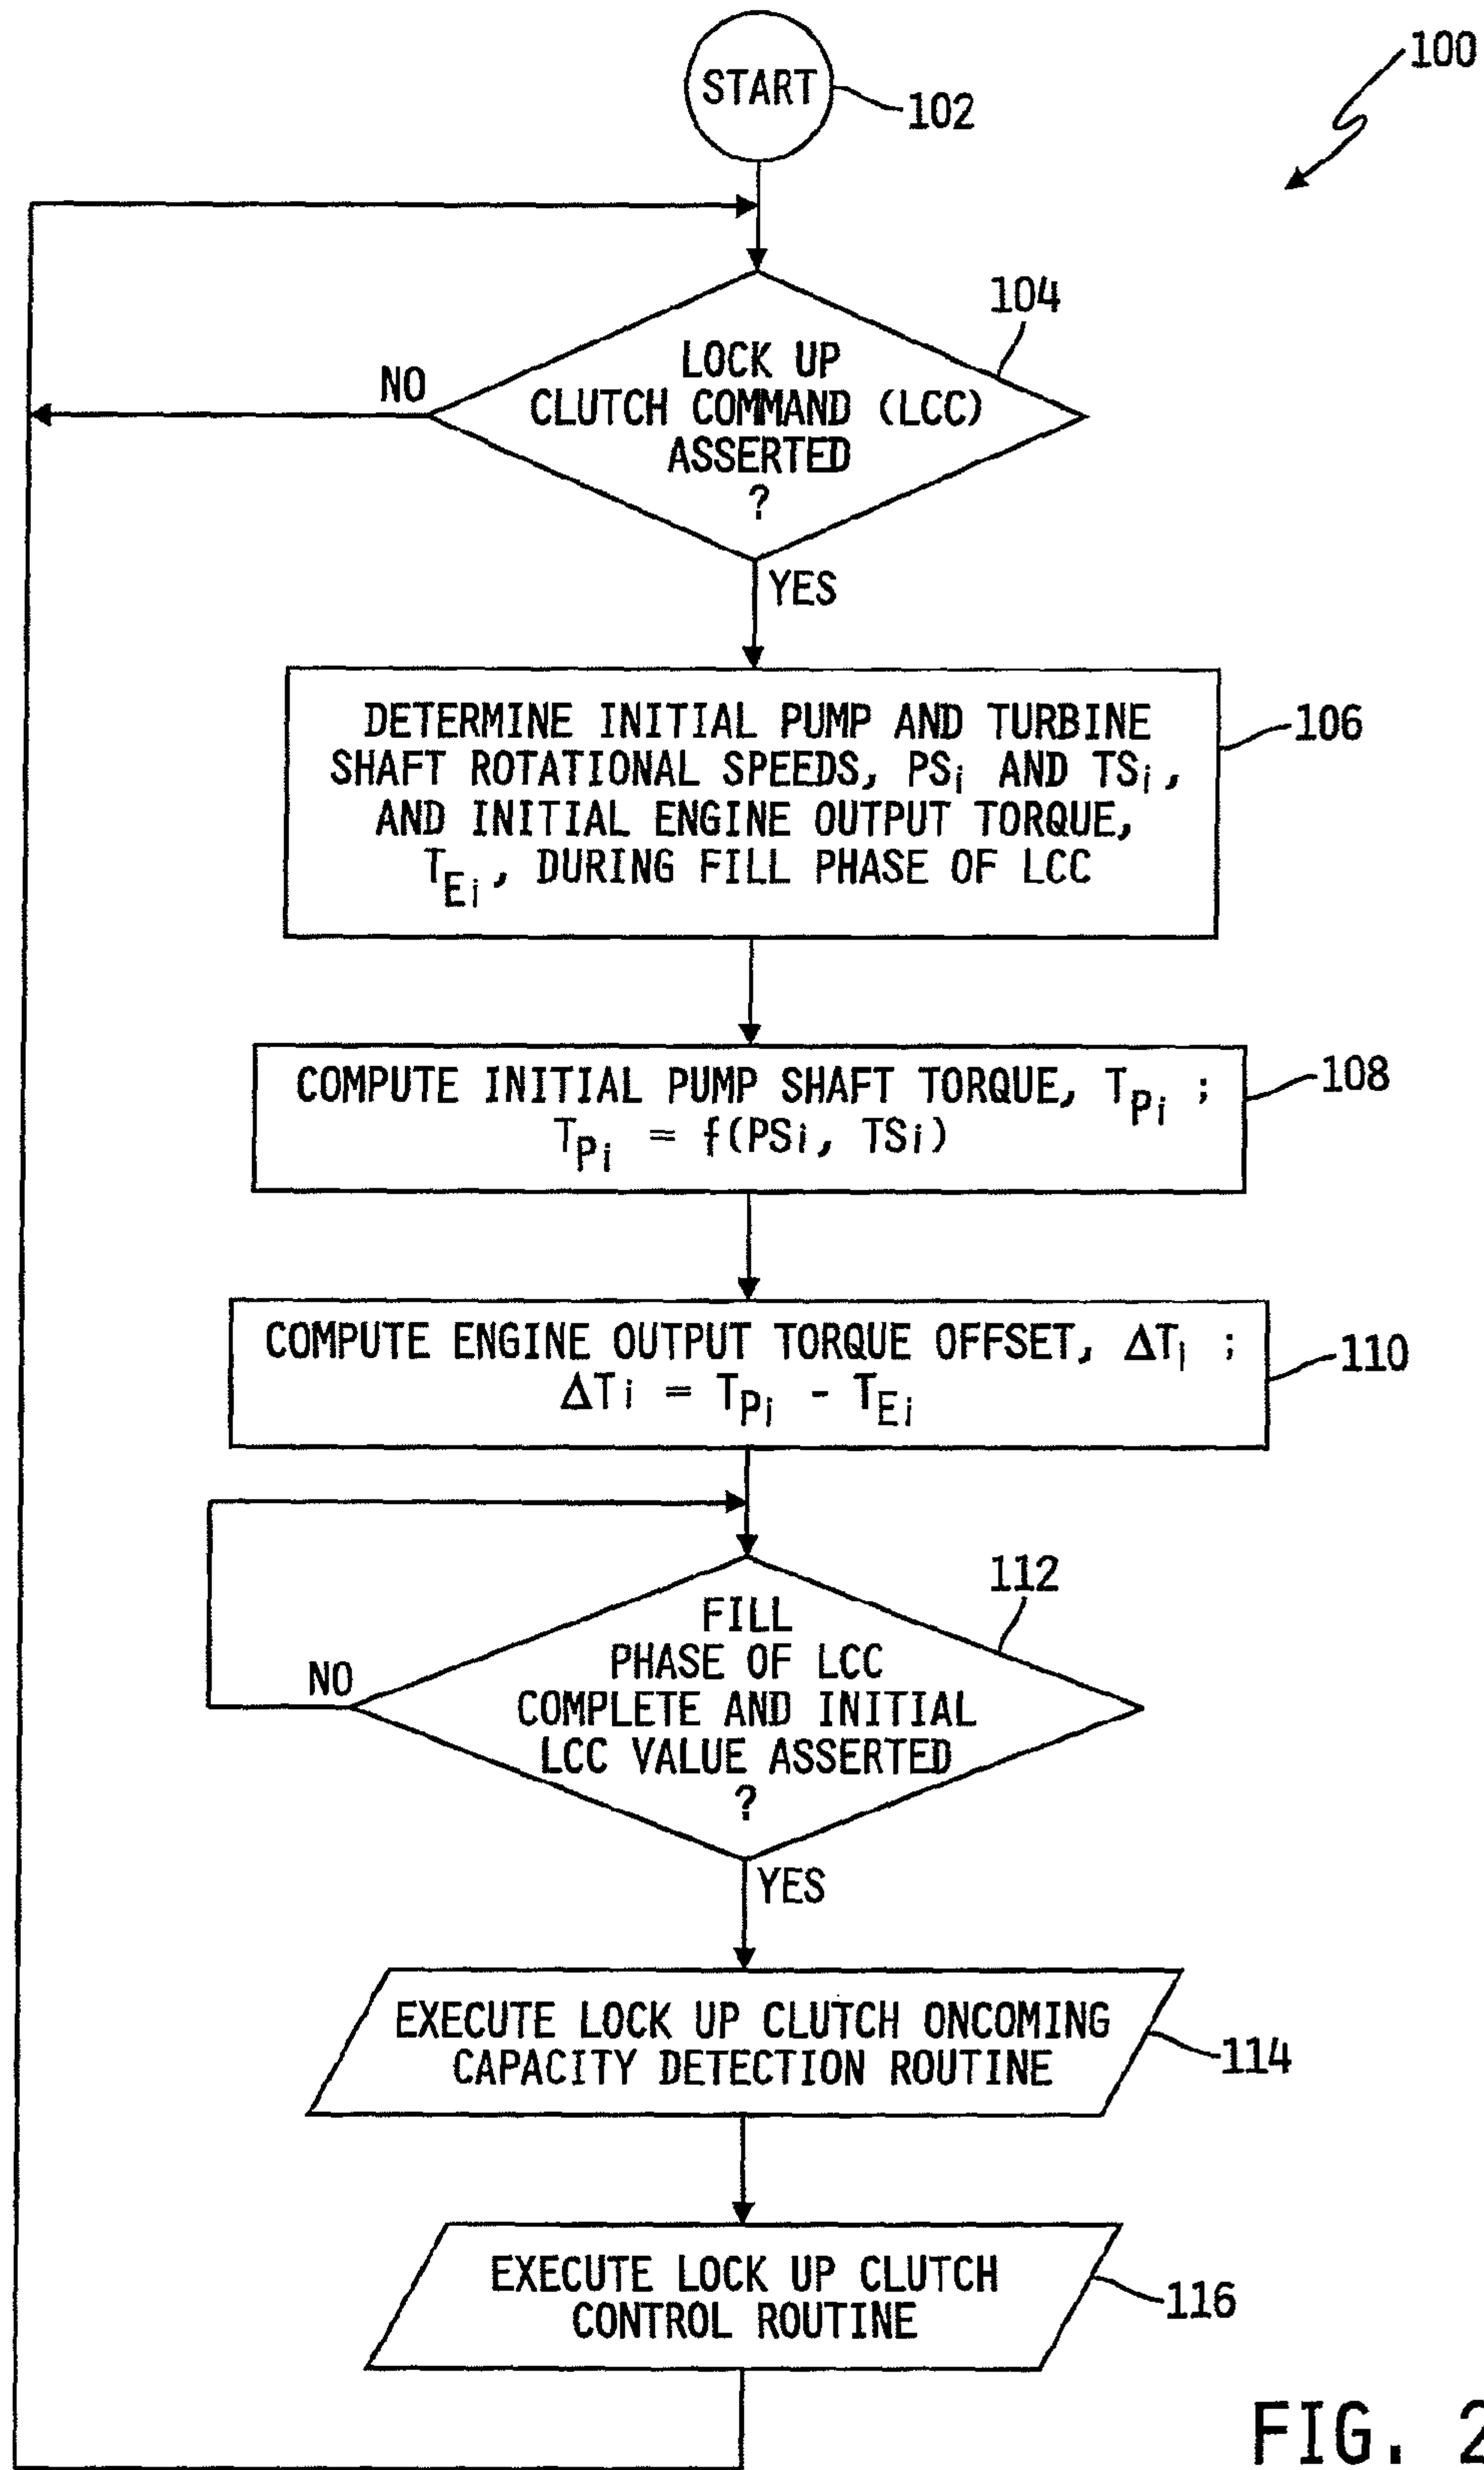 100
START
102
104
LOCK UP
CLUTCH COMMAND (LCC)
ASSERTED
?
NO
YES
DETERMINE INITIAL PUMP AND TURBINE
SHAFT ROTATIONAL SPEEDS, PSi AND TSi,
AND INITIAL ENGINE OUTPUT TORQUE,
TEi, DURING FILL PHASE OF LCC
106
COMPUTE INITIAL PUMP SHAFT TORQUE, TPi ;
TPi = f(PSi, TSi)
108
COMPUTE ENGINE OUTPUT TORQUE OFFSET, ΔTi ;
ΔTi = TPi - TEi
110
112
FILL
PHASE OF LCC
COMPLETE AND INITIAL
LCC VALUE ASSERTED
?
NO
YES
EXECUTE LOCK UP CLUTCH ONCOMING
CAPACITY DETECTION ROUTINE
114
EXECUTE LOCK UP CLUTCH
CONTROL ROUTINE
116
FIG. 2